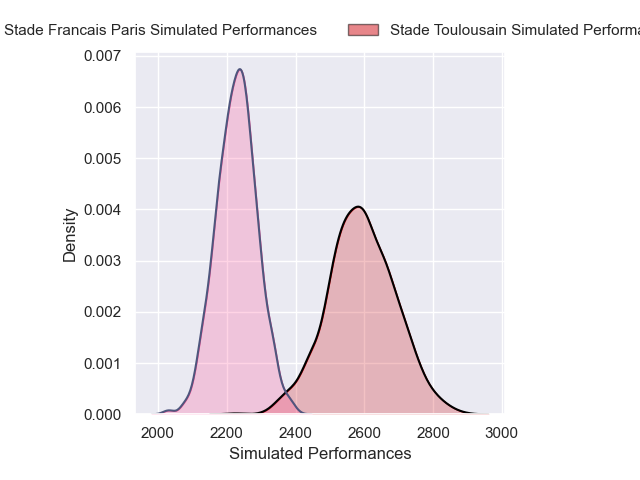 Stade Francais Paris Simulated Performances
Stade Toulousain Simulated Performa
0.007
0.006
0.005
0.004
0.003
0.002
0.001
0.000
Density
2000 2200 2400 2600 2800 3000
Simulated Performances